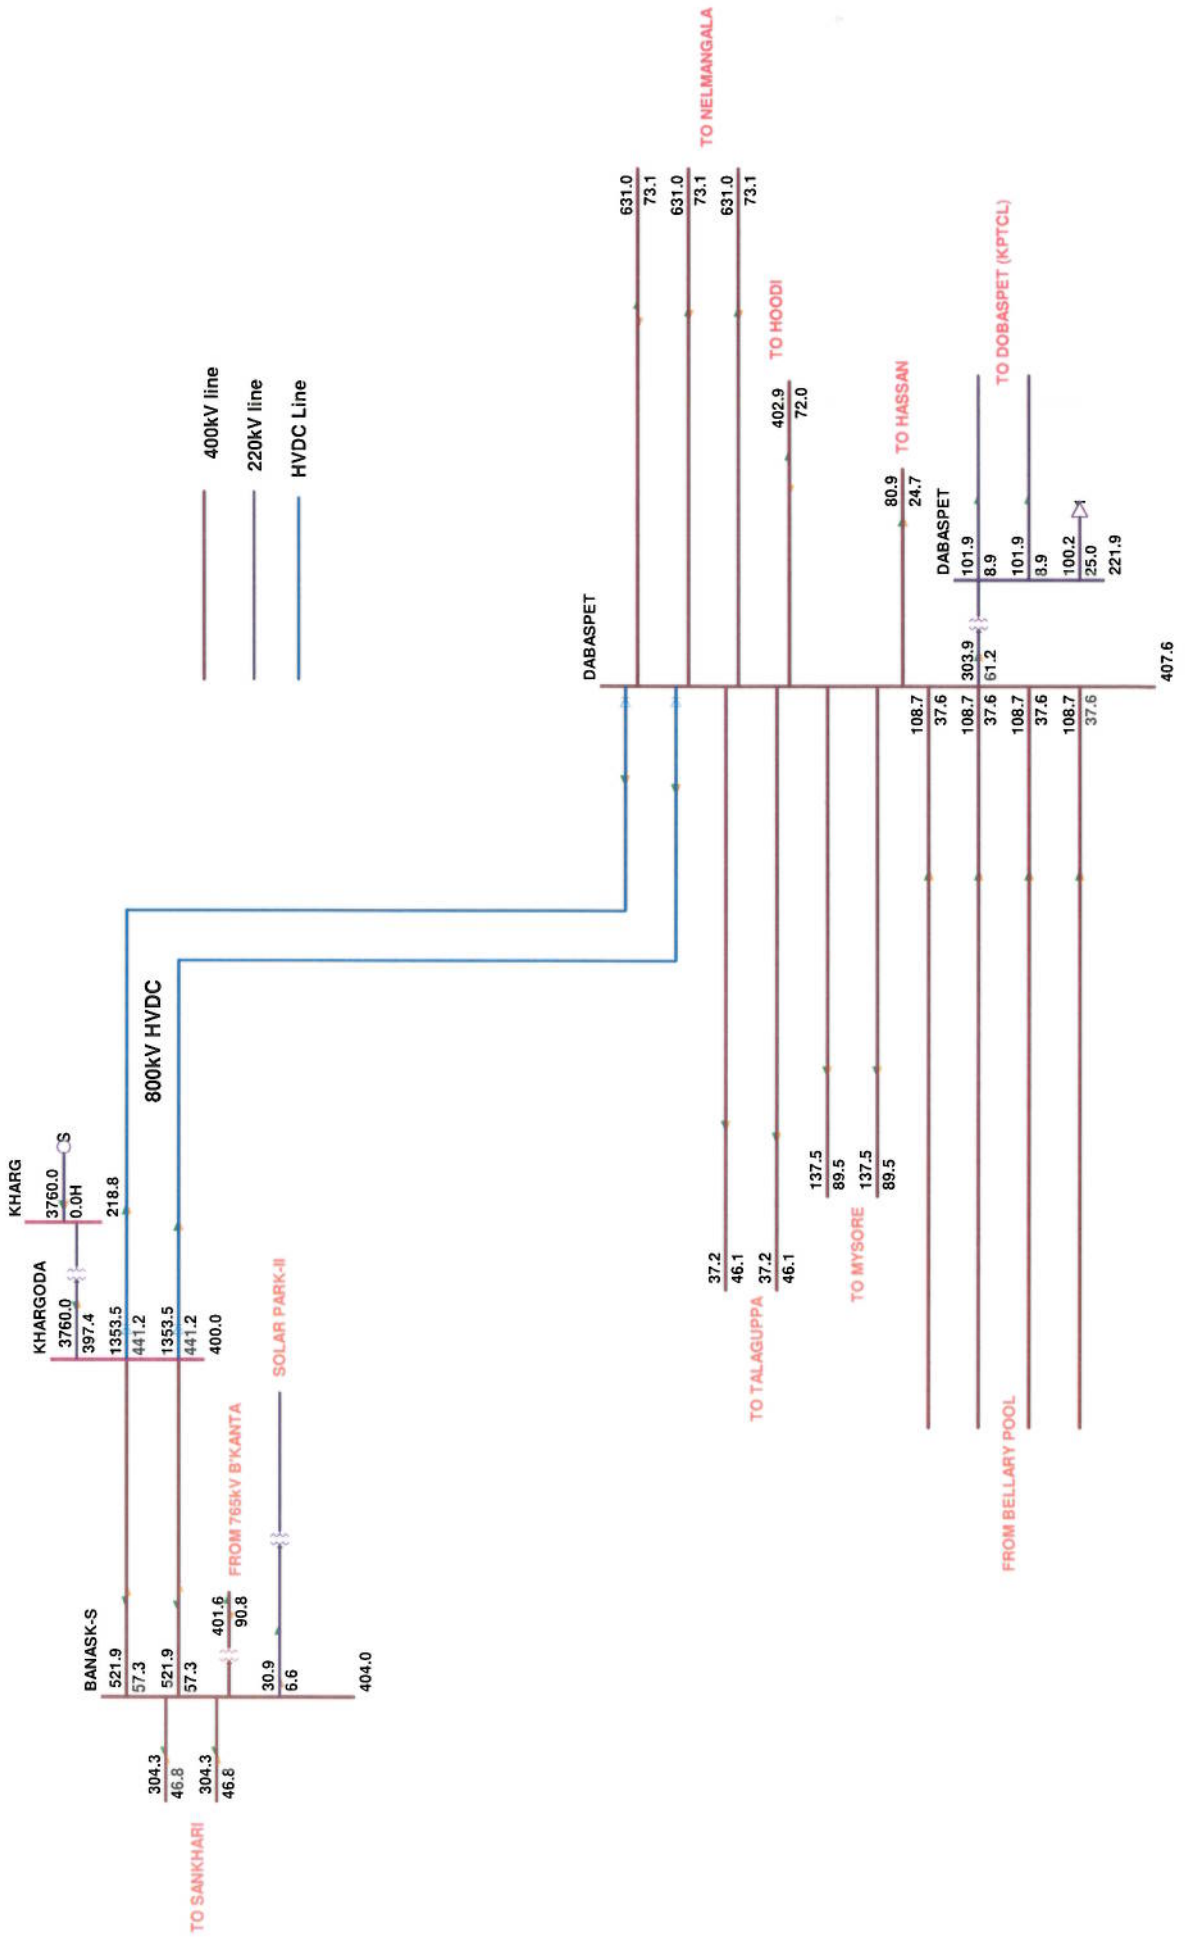 KHARG
3760.0
0.0H
218.8
KHARGODA
3760.0
397.4
1353.5
441.2
1353.5
441.2
400.0
800kV HVDC
400kV line
220kV line
HVDC Line
BANASK-S
521.9
57.3
521.9
57.3
401.6
90.8
FROM 765kV B'KANTA
30.9
6.6
SOLAR PARK-II
404.0
304.3
46.8
304.3
46.8
TO SANKHARI
DABASPET
631.0
73.1
631.0
73.1
631.0
73.1
TO NELMANGALA
402.9
72.0
TO HOODI
80.9
24.7
TO HASSAN
DABASPET
303.9
61.2
101.9
8.9
101.9
8.9
100.2
25.0
221.9
TO DOBASPET (KPTCL)
407.6
37.2
46.1
37.2
46.1
TO TALAGUPPA
137.5
89.5
137.5
89.5
TO MYSORE
108.7
37.6
108.7
37.6
108.7
37.6
108.7
37.6
FROM BELLARY POOL